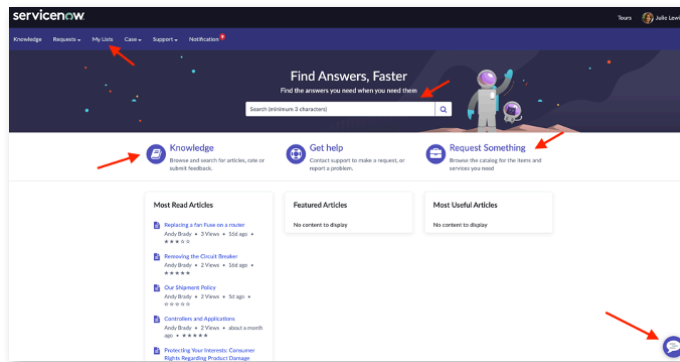 servicenow
Tours Julie Lewi
Knowledge Requests My Lists Case Support Notification
Find Answers, Faster
Find the answers you need when you need them
Search (minimum 3 characters)
Knowledge
Browse and search for articles, rate or
submit feedback.
Get help
Contact support to make a request, or
report a problem.
Request Something
Browse the catalog for the items and
services you need
Most Read Articles
Replacing a fan Fuse on a router
Andy Brady • 3 Views • 56d ago •
Removing the Circuit Breaker
Andy Brady • 2 Views • 56d ago •
Our Shipment Policy
Andy Brady • 2 Views • 5d ago •
Controllers and Applications
Andy Brady • 2 Views • about a month
ago •
Protecting Your Interests: Consumer
Rights Regarding Product Damage
Featured Articles
No content to display
Most Useful Articles
No content to display